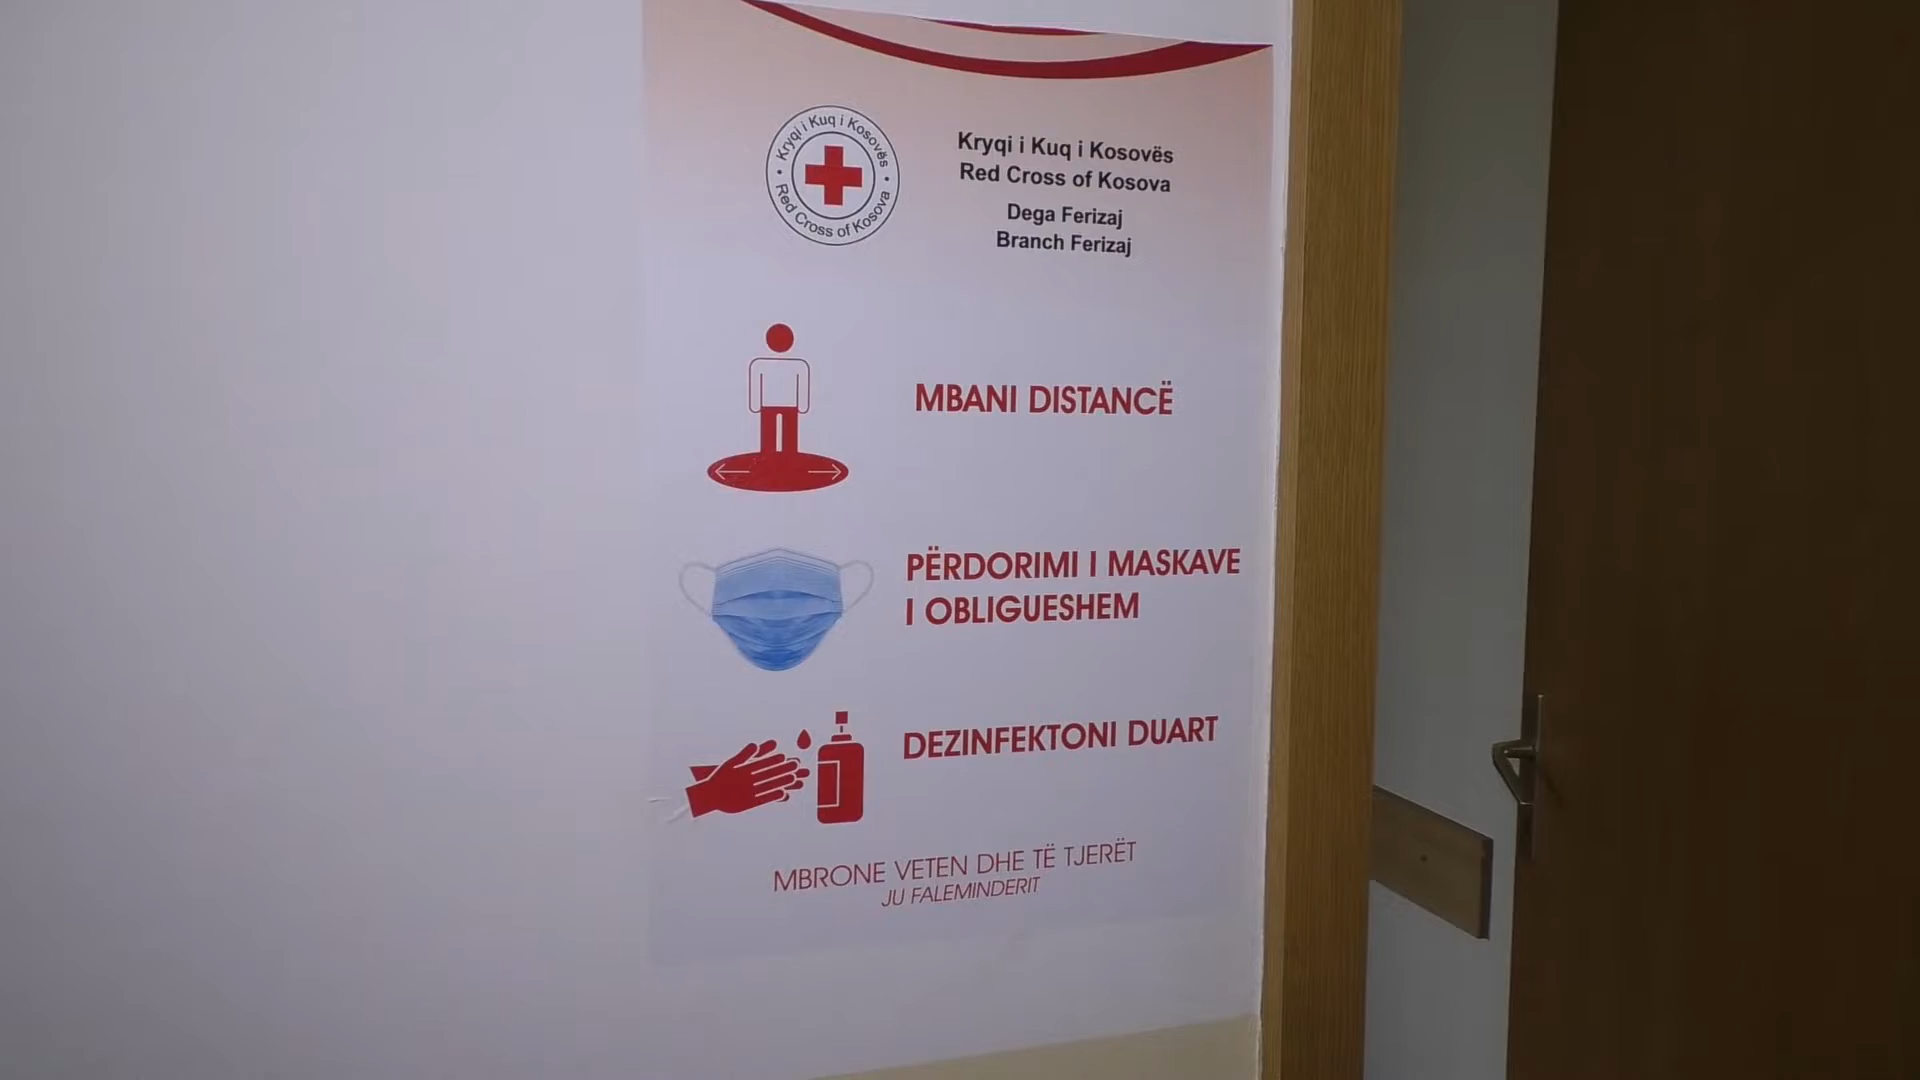 Kryqi i Kuq i Kosovës
Red Cross of Kosova
Kryqi i Kuq i Kosovës
Red Cross of Kosova
Dega Ferizaj
Branch Ferizaj
MBANI DISTANCË
PËRDORIMI I MASKAVE
I OBLIGUESHEM
DEZINFEKTONI DUART
MBRONE VETEN DHE TË TJERËT
JU FALEMINDERIT